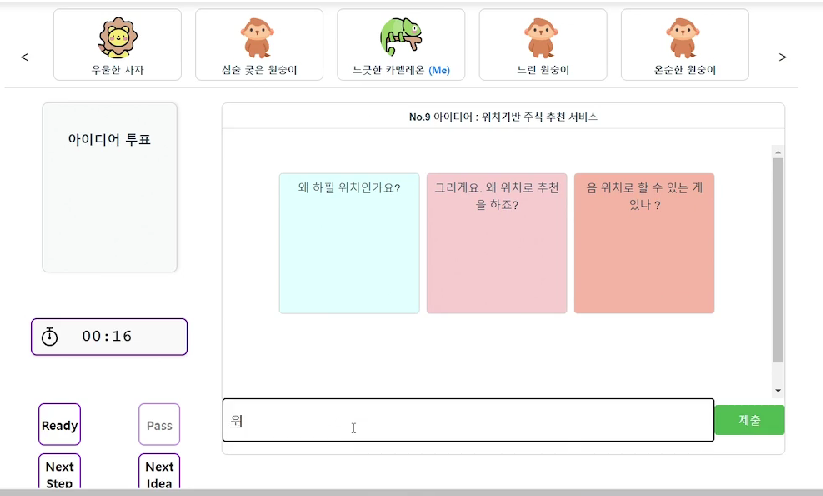 <
우울한 사자
심술 궂은 원숭이
느긋한 카멜레온 (Me)
느린 원숭이
온순한 원숭이
>
아이디어 투표
No.9 아이디어 : 위치기반 주식 추천 서비스
왜 하필 위치인가요?
그러게요. 왜 위치로 추천
을 하죠?
음 위치로 할 수 있는 게
있나 ?
00:16
위
제출
Ready
Pass
Next
Step
Next
Idea